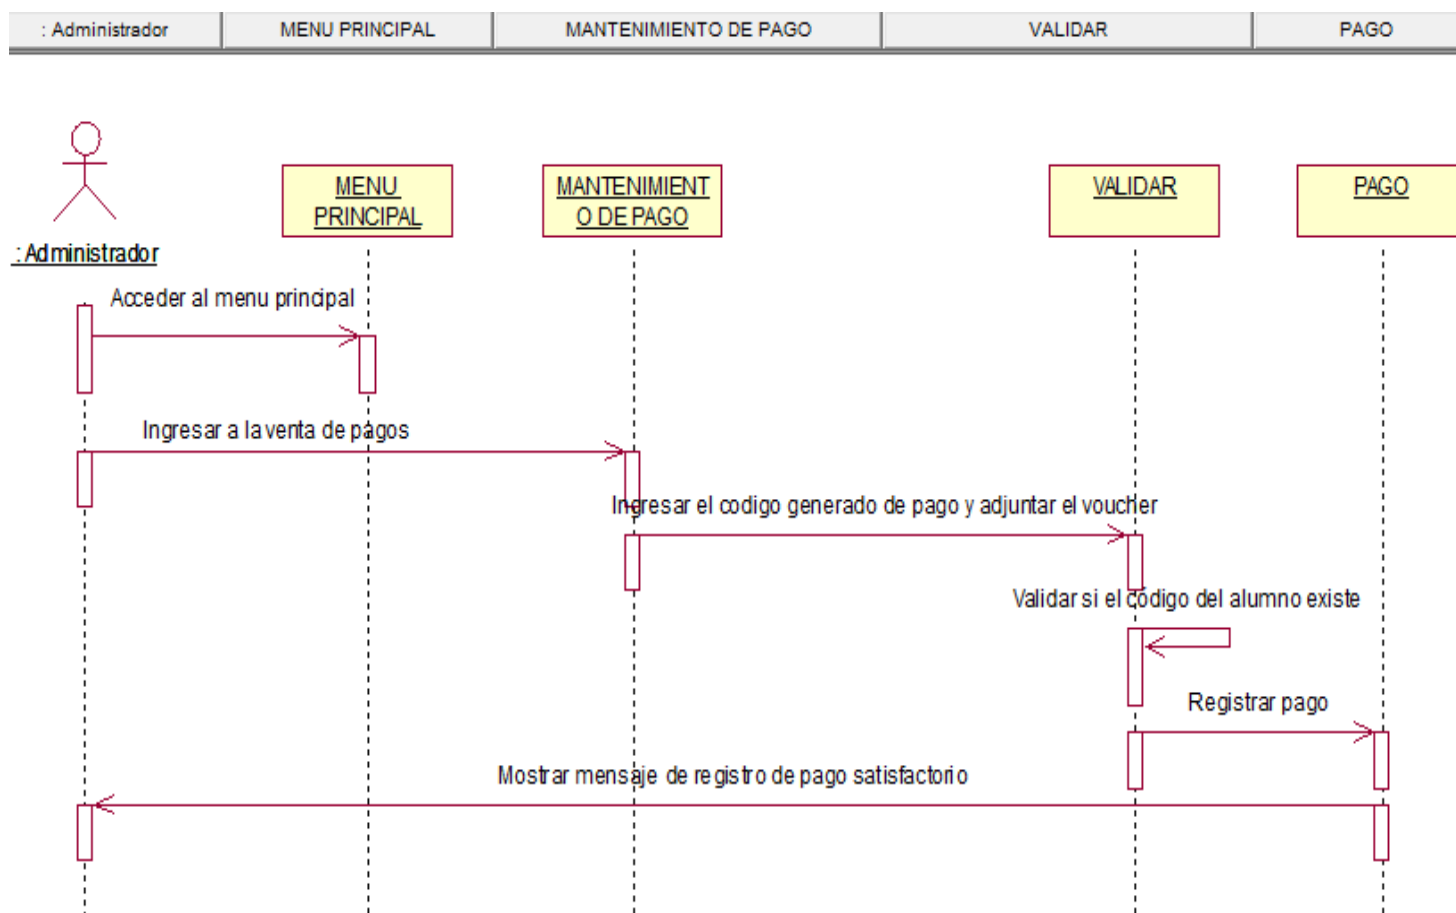 : Administrador
MENU PRINCIPAL
MANTENIMIENTO DE PAGO
VALIDAR
PAGO
MENU
PRINCIPAL
MANTENIMIENT
O DE PAGO
VALIDAR
PAGO
: Administrador
Acceder al menu principal
Ingresar a la venta de pagos
Ingresar el codigo generado de pago y adjuntar el voucher
Validar si el código del alumno existe
Registrar pago
Mostrar mensaje de registro de pago satisfactorio